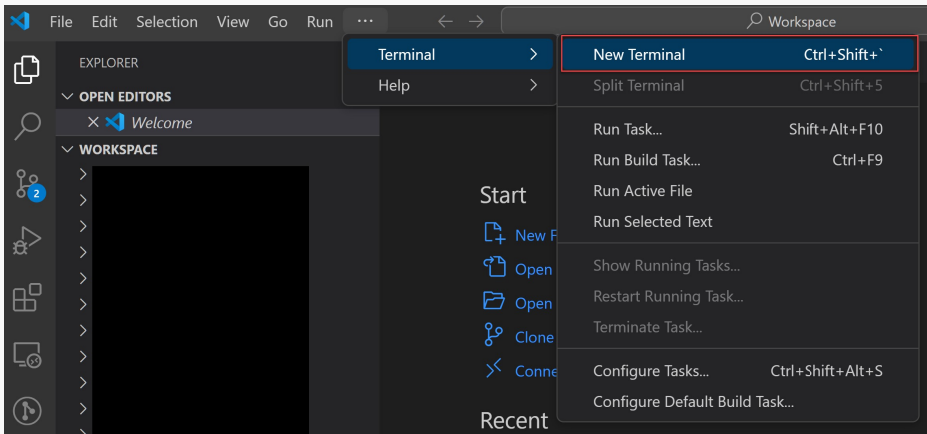 File Edit Selection View Go Run ··· ← → Workspace
EXPLORER
OPEN EDITORS
Welcome
WORKSPACE
2
Terminal
Help
New Terminal Ctrl+Shift+`
Split Terminal Ctrl+Shift+5
Run Task... Shift+Alt+F10
Run Build Task... Ctrl+F9
Run Active File
Run Selected Text
Show Running Tasks...
Restart Running Task...
Terminate Task...
Configure Tasks... Ctrl+Shift+Alt+S
Configure Default Build Task...
Start
New F
Open
Open
Clone
Conne
Recent